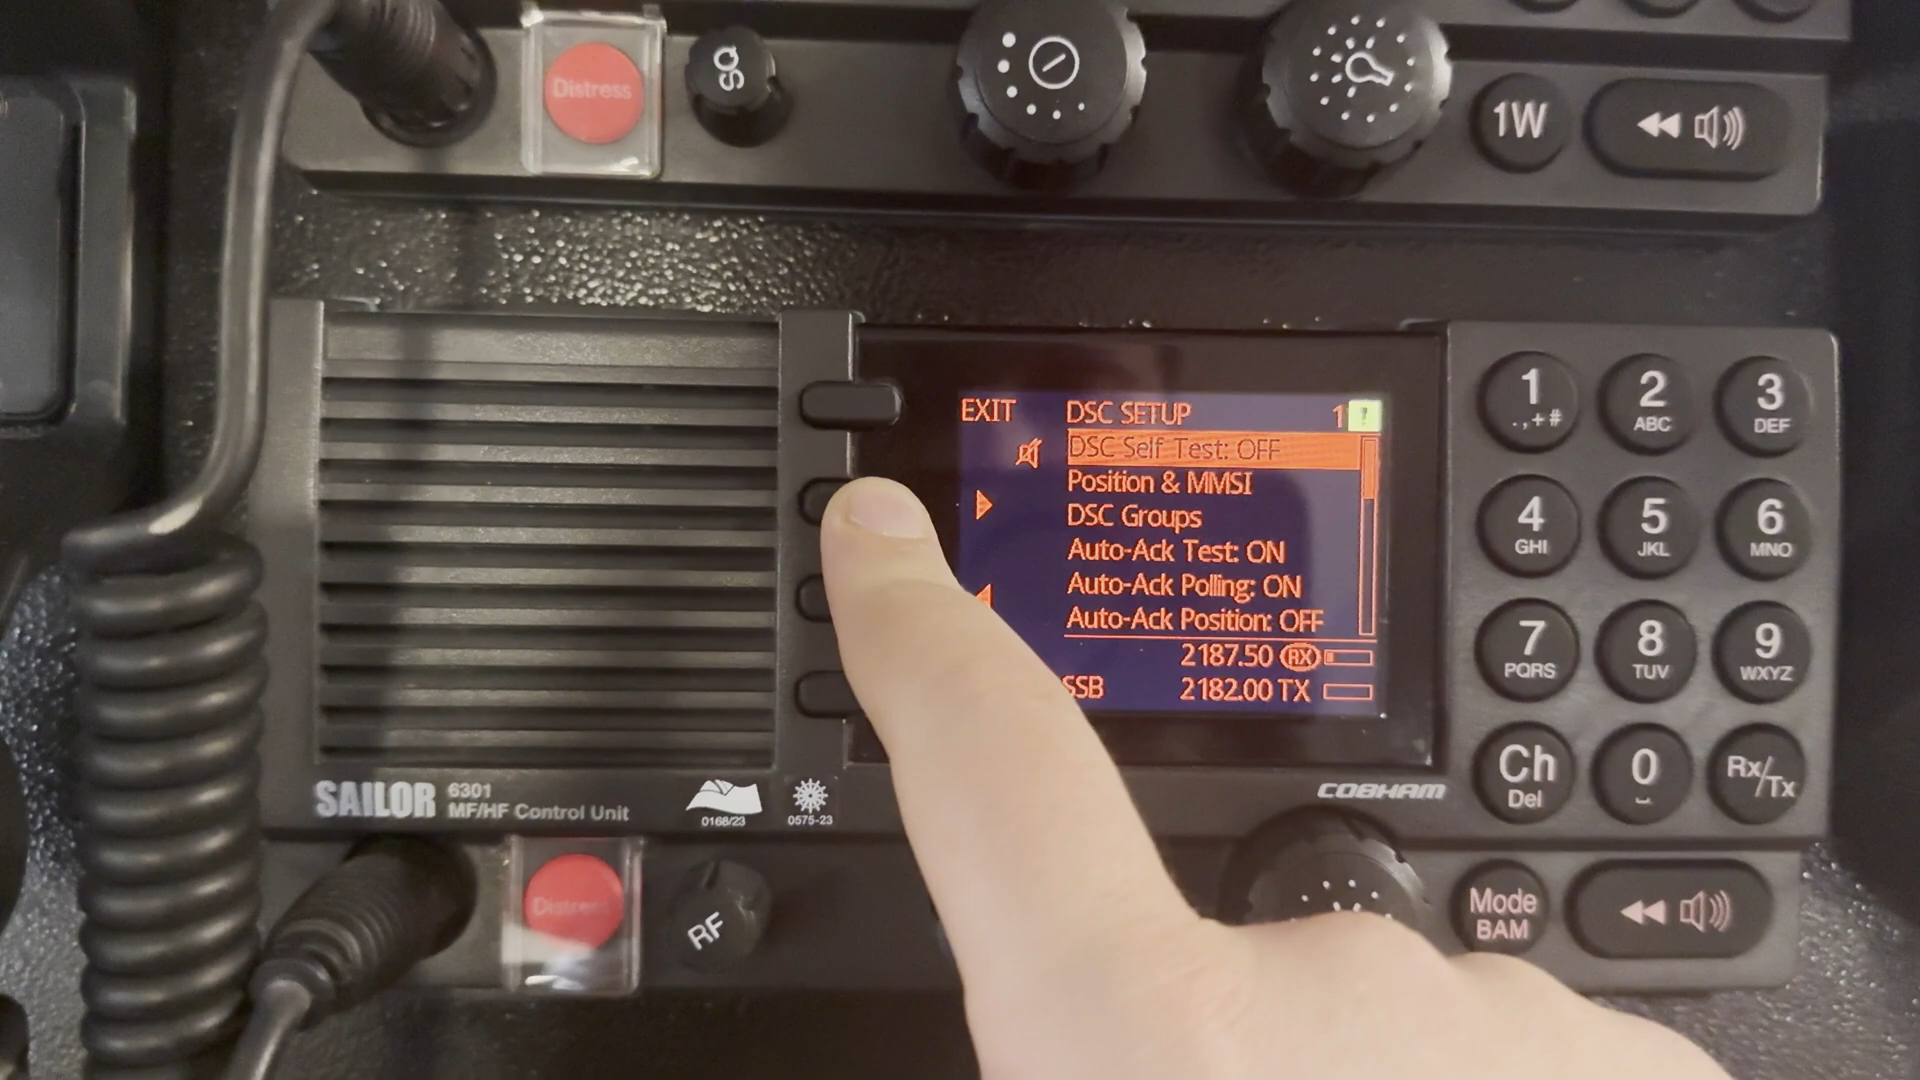 Distress
SQ
1W
EXIT
DSC SETUP
1
!
DSC Self Test: OFF
Position & MMSI
DSC Groups
Auto-Ack Test: ON
Auto-Ack Polling: ON
Auto-Ack Position: OFF
2187.50 RX
SSB 2182.00 TX
1 .,+#
2 ABC
3 DEF
4 GHI
5 JKL
6 MNO
7 PQRS
8 TUV
9 WXYZ
Ch Del
0
Rx/Tx
SAILOR 6301
MF/HF Control Unit
0168/23
0575-23
COBHAM
Distress
RF
Mode
BAM